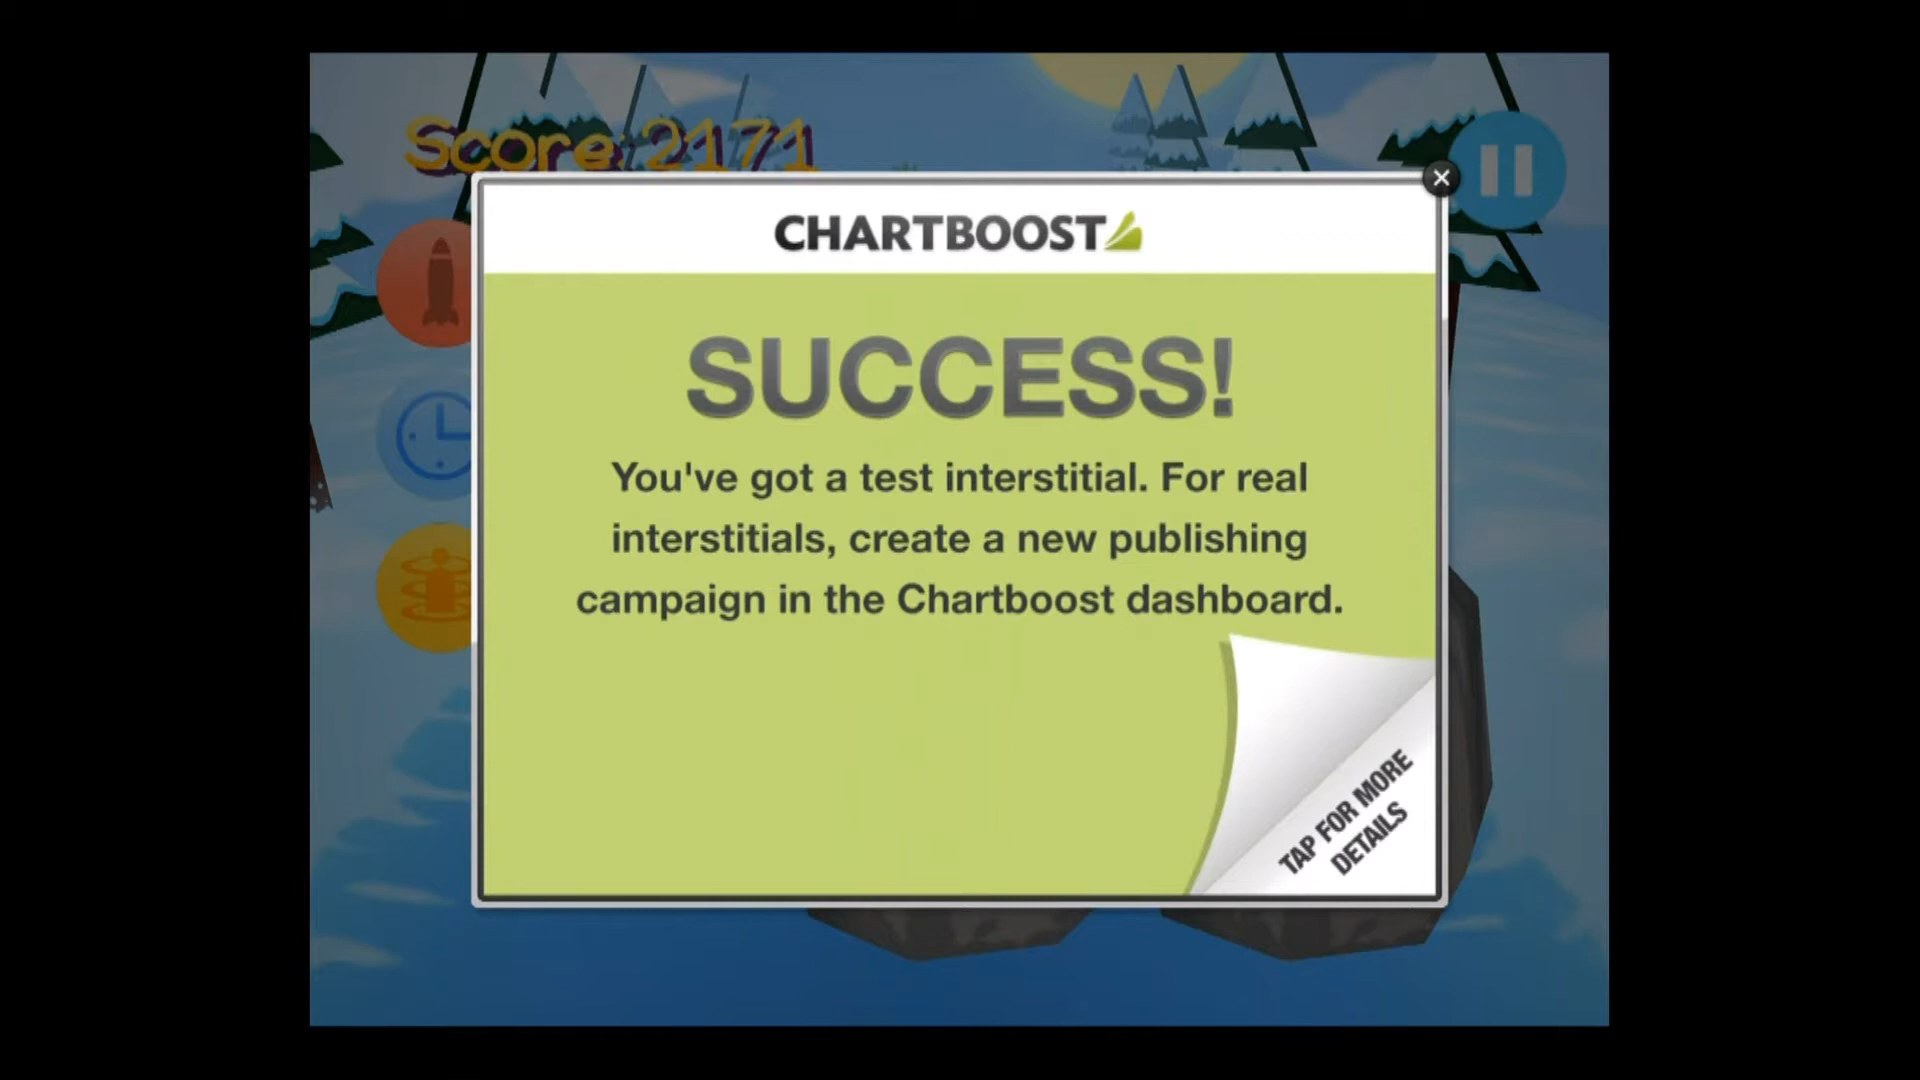 Score: 2171
CHARTBOOST
SUCCESS!
You've got a test interstitial. For real
interstitials, create a new publishing
campaign in the Chartboost dashboard.
TAP FOR MORE
DETAILS